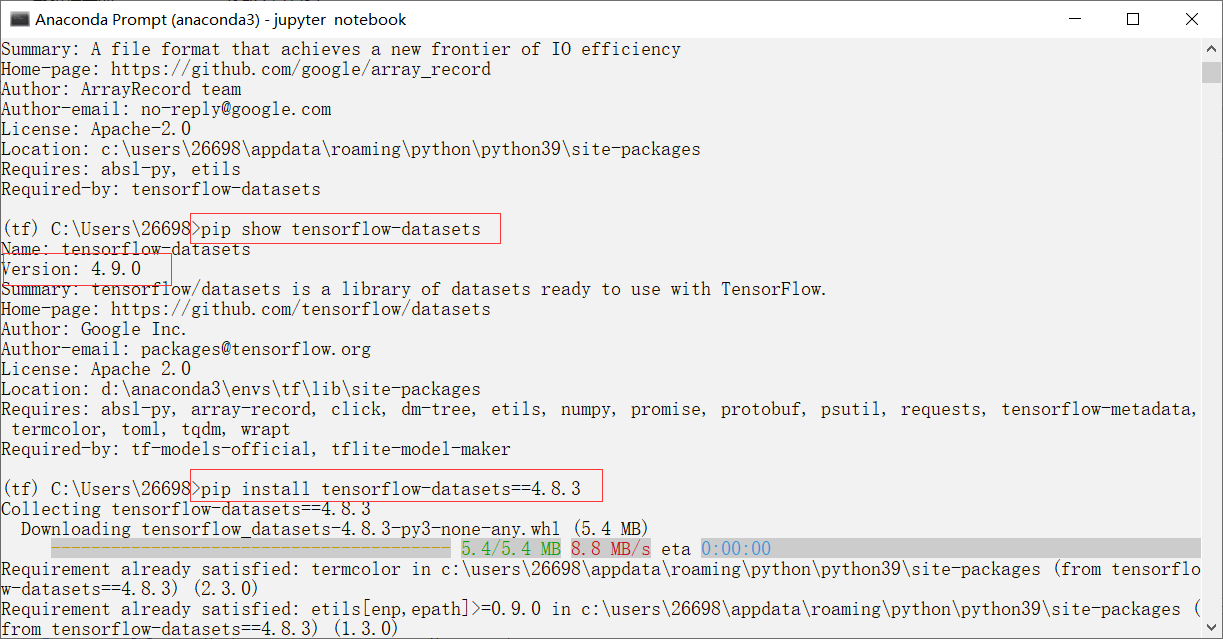 Anaconda Prompt (anaconda3) - jupyter  notebook
Summary: A file format that achieves a new frontier of IO efficiency
Home-page: https://github.com/google/array_record
Author: ArrayRecord team
Author-email: no-reply@google.com
License: Apache-2.0
Location: c:\users\26698\appdata\roaming\python\python39\site-packages
Requires: absl-py, etils
Required-by: tensorflow-datasets
(tf) C:\Users\26698>pip show tensorflow-datasets
Name: tensorflow-datasets
Version: 4.9.0
Summary: tensorflow/datasets is a library of datasets ready to use with TensorFlow.
Home-page: https://github.com/tensorflow/datasets
Author: Google Inc.
Author-email: packages@tensorflow.org
License: Apache 2.0
Location: d:\anaconda3\envs\tf\lib\site-packages
Requires: absl-py, array-record, click, dm-tree, etils, numpy, promise, protobuf, psutil, requests, tensorflow-metadata,
termcolor, toml, tqdm, wrapt
Required-by: tf-models-official, tflite-model-maker
(tf) C:\Users\26698>pip install tensorflow-datasets==4.8.3
Collecting tensorflow-datasets==4.8.3
Downloading tensorflow_datasets-4.8.3-py3-none-any.whl (5.4 MB)
---------------------------------------- 5.4/5.4 MB 8.8 MB/s eta 0:00:00
Requirement already satisfied: termcolor in c:\users\26698\appdata\roaming\python\python39\site-packages (from tensorflo
w-datasets==4.8.3) (2.3.0)
Requirement already satisfied: etils[enp,epath]>=0.9.0 in c:\users\26698\appdata\roaming\python\python39\site-packages (
from tensorflow-datasets==4.8.3) (1.3.0)